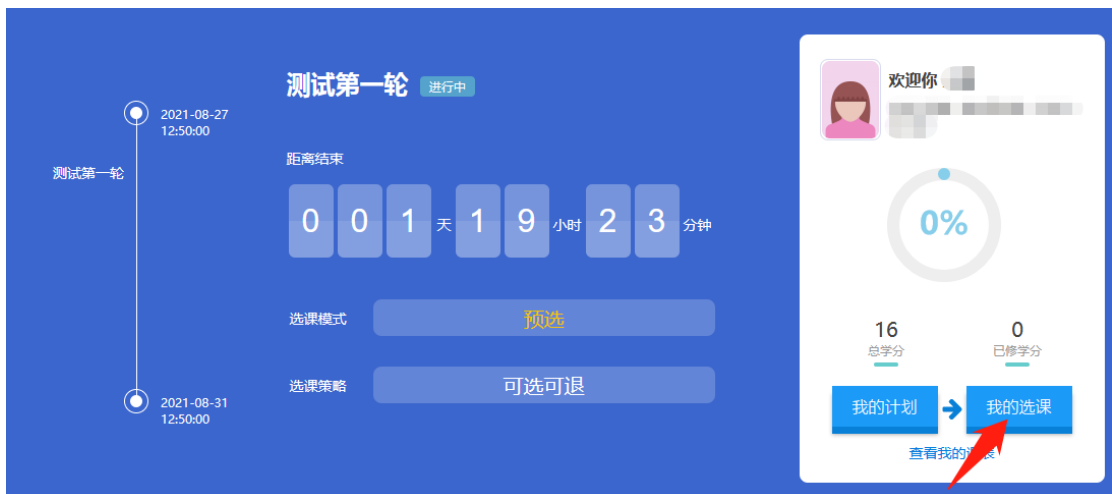 2021-08-27
12:50:00
测试第一轮
2021-08-31
12:50:00
测试第一轮 进行中
距离结束
001天19小时23分钟
选课模式 预选
选课策略 可选可退
欢迎你
0%
16 0
总学分 已修学分
我的计划 我的选课
查看我的